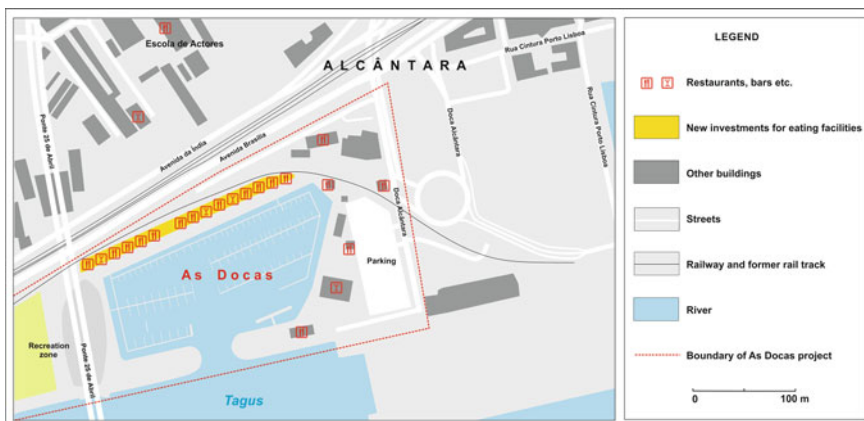 Escola de Actores
ALCÂNTARA
Rua Cintura Porto Lisboa
Rua Cintura Porto Lisboa
Ponte 25 de Abril
Avenida da Índia
Avenida Brasília
Doca Alcântara
Doca Alcântara
As Docas
Parking
Recreation
zone
Ponte 25 de Abril
Tagus
LEGEND
Restaurants, bars etc.
New investments for eating facilities
Other buildings
Streets
Railway and former rail track
River
Boundary of As Docas project
0 100 m